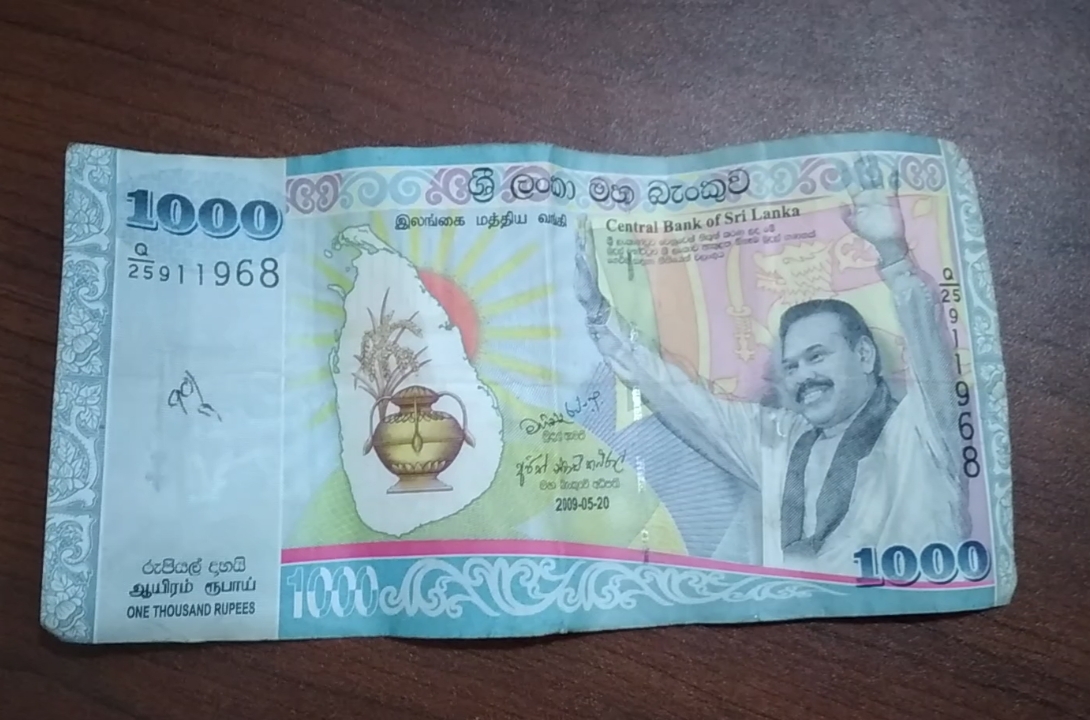 1000
Q
25 911968
ශ්‍රී ලංකා මහ බැංකුව
இலங்கை மத்திய வங்கி
Central Bank of Sri Lanka
2009-05-20
Q
25
911968
රුපියල් දාහයි
ஆயிரம் ரூபாய்
ONE THOUSAND RUPEES
1000
1000